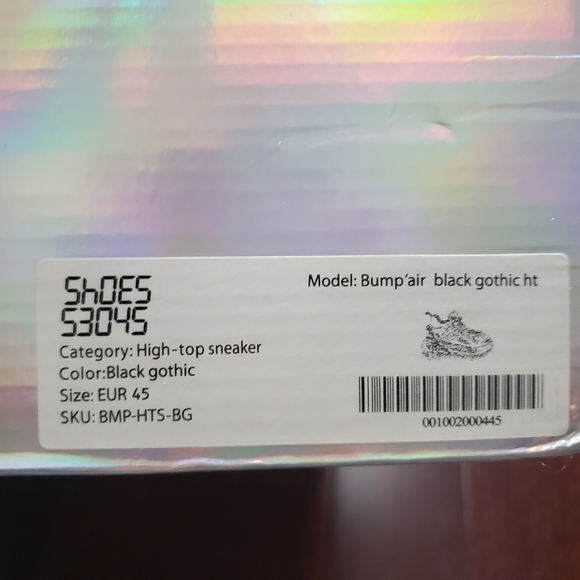 ShOES
53045
Category: High-top sneaker
Color:Black gothic
Size: EUR 45
SKU: BMP-HTS-BG
Model: Bump'air black gothic ht
001002000445